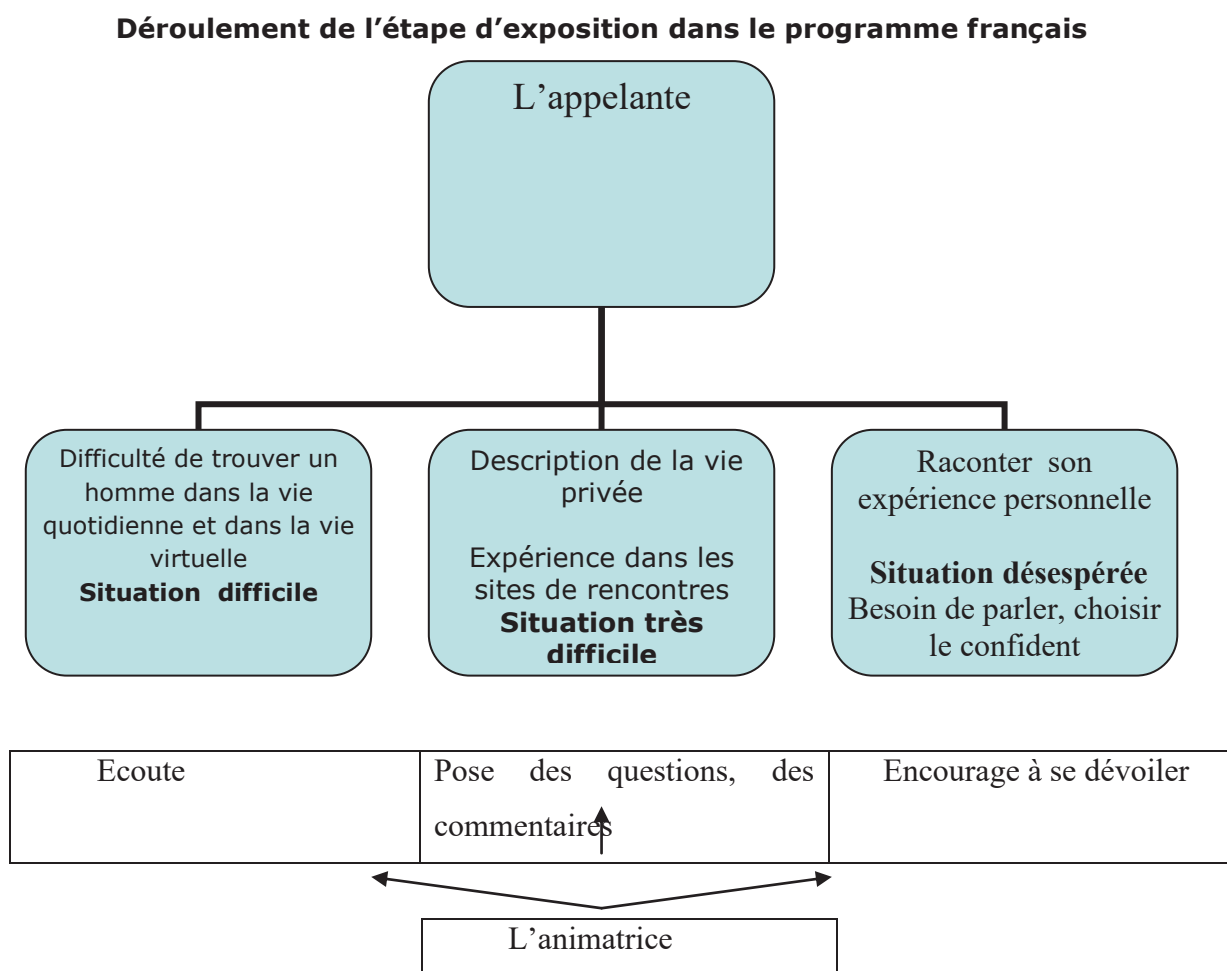 Déroulement de l’étape d’exposition dans le programme français
L’appelante
Difficulté de trouver un
homme dans la vie
quotidienne et dans la vie
virtuelle
Situation difficile
Description de la vie
privée
Expérience dans les
sites de rencontres
Situation très
difficile
Raconter son
expérience personnelle
Situation désespérée
Besoin de parler, choisir
le confident
Ecoute
Pose des questions, des
commentaires
Encourage à se dévoiler
L’animatrice